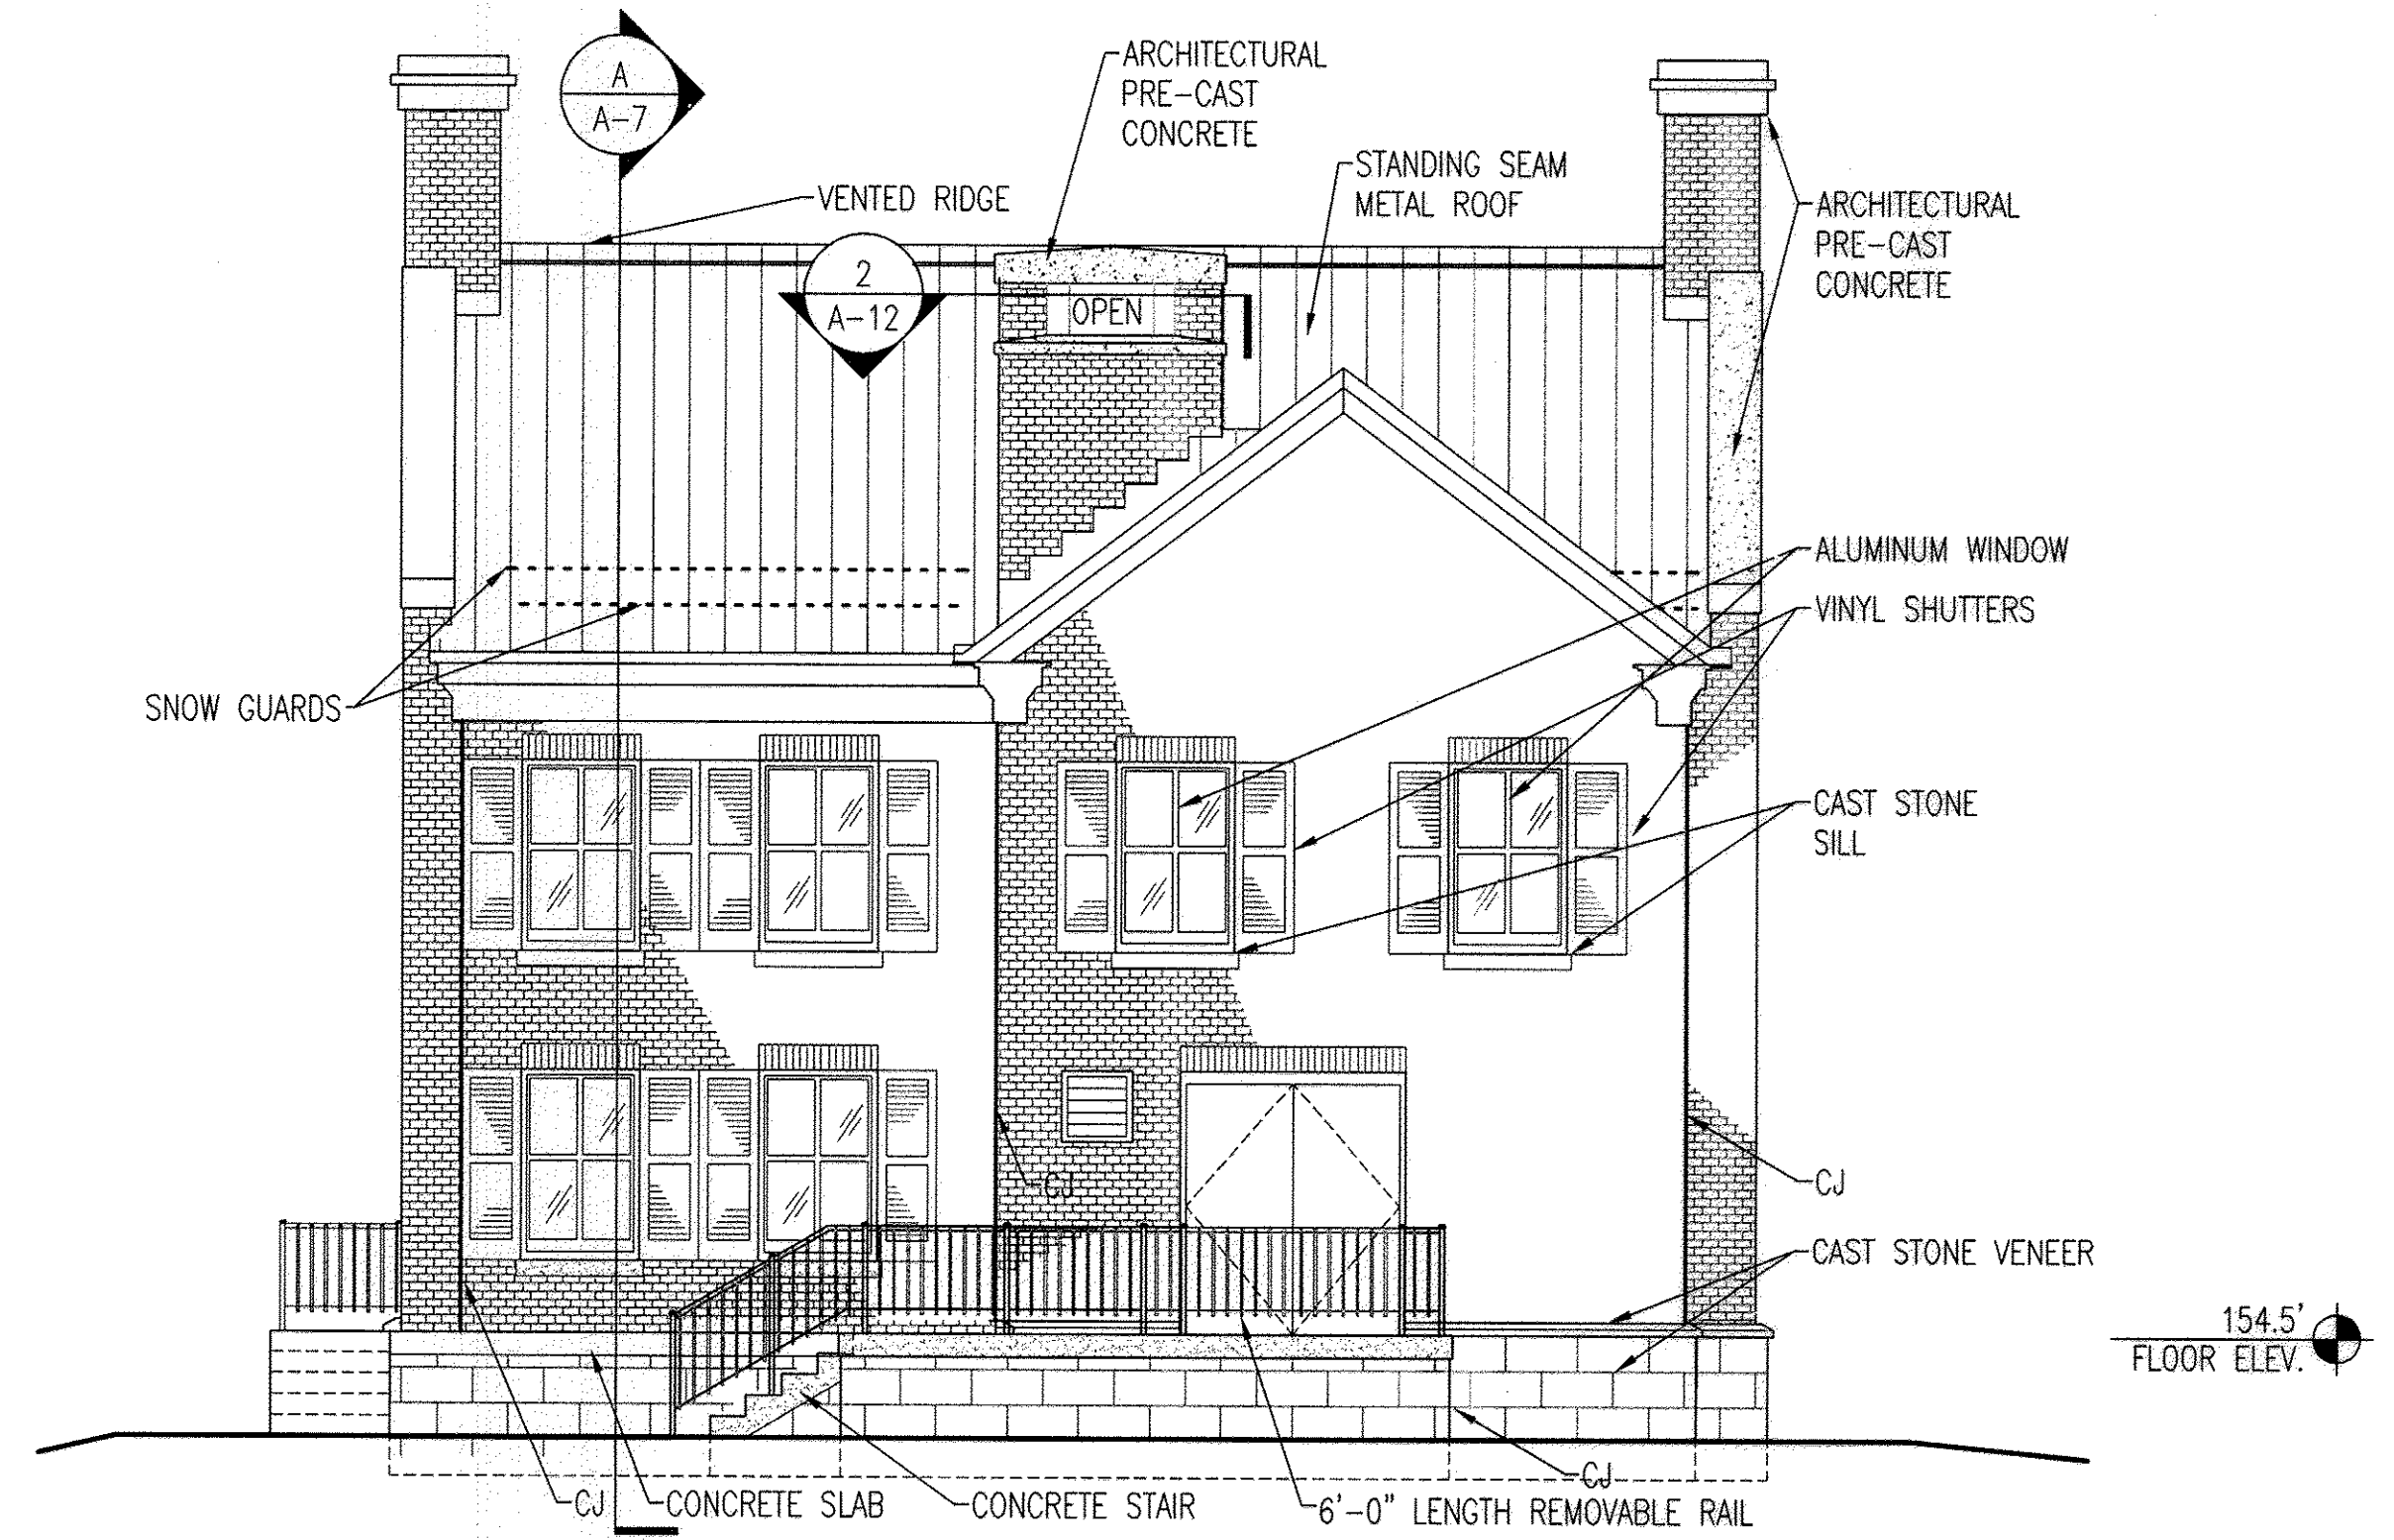 A
A-7
ARCHITECTURAL
PRE-CAST
CONCRETE
STANDING SEAM
METAL ROOF
VENTED RIDGE
ARCHITECTURAL
PRE-CAST
CONCRETE
2
A-12
OPEN
ALUMINUM WINDOW
VINYL SHUTTERS
SNOW GUARDS
CAST STONE
SILL
CJ
CJ
CAST STONE VENEER
154.5'
FLOOR ELEV.
CJ
CJ
CONCRETE SLAB
CONCRETE STAIR
6'-0" LENGTH REMOVABLE RAIL